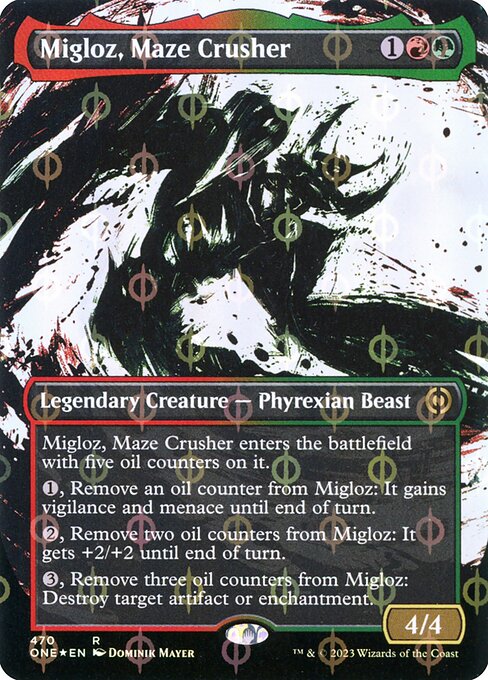 Migloz, Maze Crusher 1
Legendary Creature — Phyrexian Beast
Migloz, Maze Crusher enters the battlefield
with five oil counters on it.
1, Remove an oil counter from Migloz: It gains
vigilance and menace until end of turn.
2, Remove two oil counters from Migloz: It
gets +2/+2 until end of turn.
3, Remove three oil counters from Migloz:
Destroy target artifact or enchantment.
4/4
470 R
ONE★EN DOMINIK MAYER
™ & © 2023 Wizards of the Coast